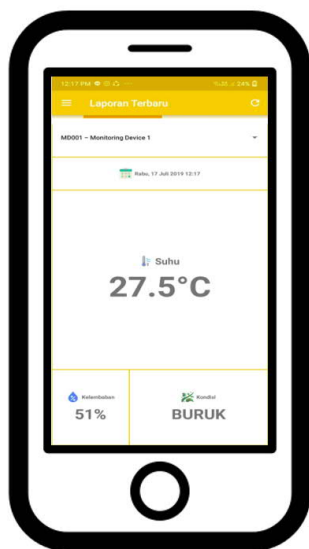 12:17 PM
24%
Laporan Terbaru
MD001 – Monitoring Device 1
Rabu, 17 Juli 2019 12:17
Suhu
27.5°C
Kelembaban
Kondisi
51%
BURUK